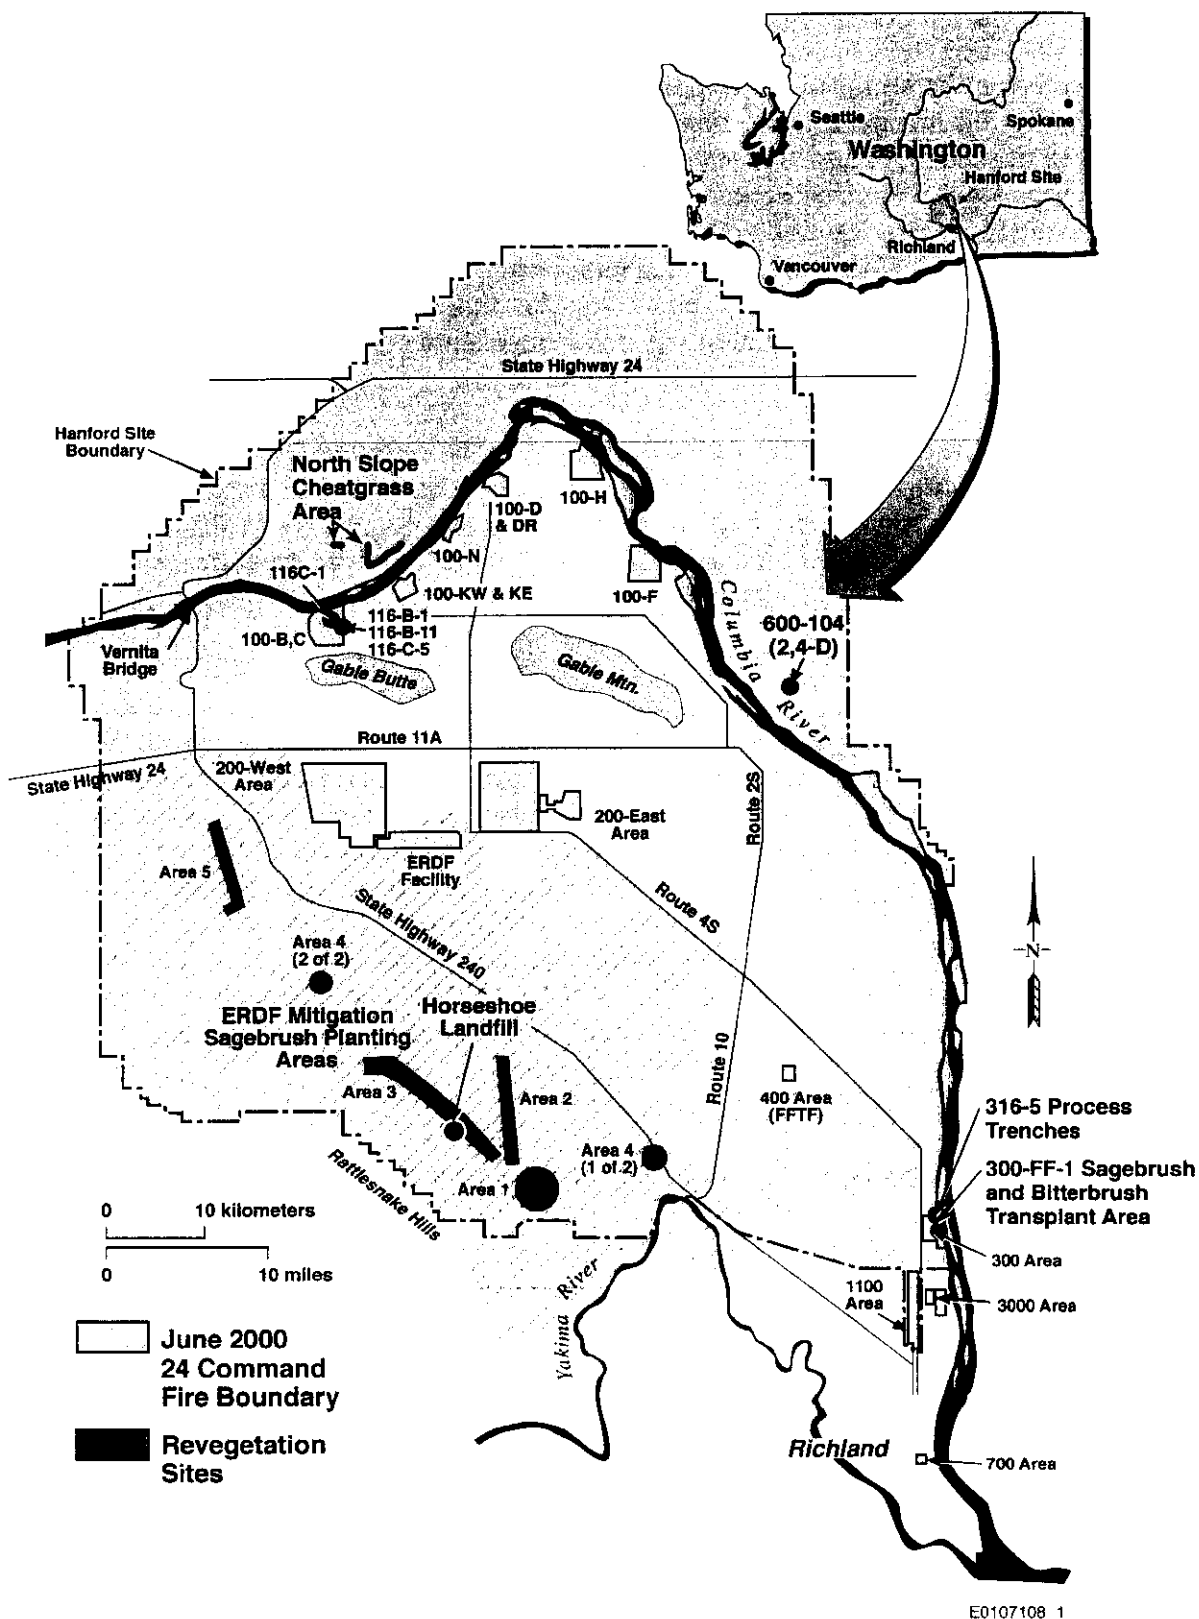 Seattle
Spokane
Washington
Hanford Site
Richland
Vancouver
State Highway 24
Hanford Site
Boundary
North Slope
Cheatgrass
Area
100-D
& DR
100-H
100-N
116C-1
100-KW & KE
100-F
116-B-1
116-B-11
116-C-5
100-B,C
Vernita
Bridge
Columbia
River
600-104
(2,4-D)
Gable Butte
Gable Mtn.
Route 11A
State Highway 24
200-West
Area
200-East
Area
Route 2S
ERDF
Facility
Area 5
State Highway 240
Route 4S
Area 4
(2 of 2)
Horseshoe
Landfill
ERDF Mitigation
Sagebrush Planting
Areas
Route 10
Area 3
Area 2
400 Area
(FFTF)
N
316-5 Process
Trenches
Area 4
(1 of 2)
Area 1
Rattlesnake Hills
300-FF-1 Sagebrush
and Bitterbrush
Transplant Area
0 10 kilometers
0 10 miles
300 Area
1100
Area
3000 Area
Yakima River
June 2000
24 Command
Fire Boundary
Revegetation
Sites
Richland
700 Area
E0107108 1